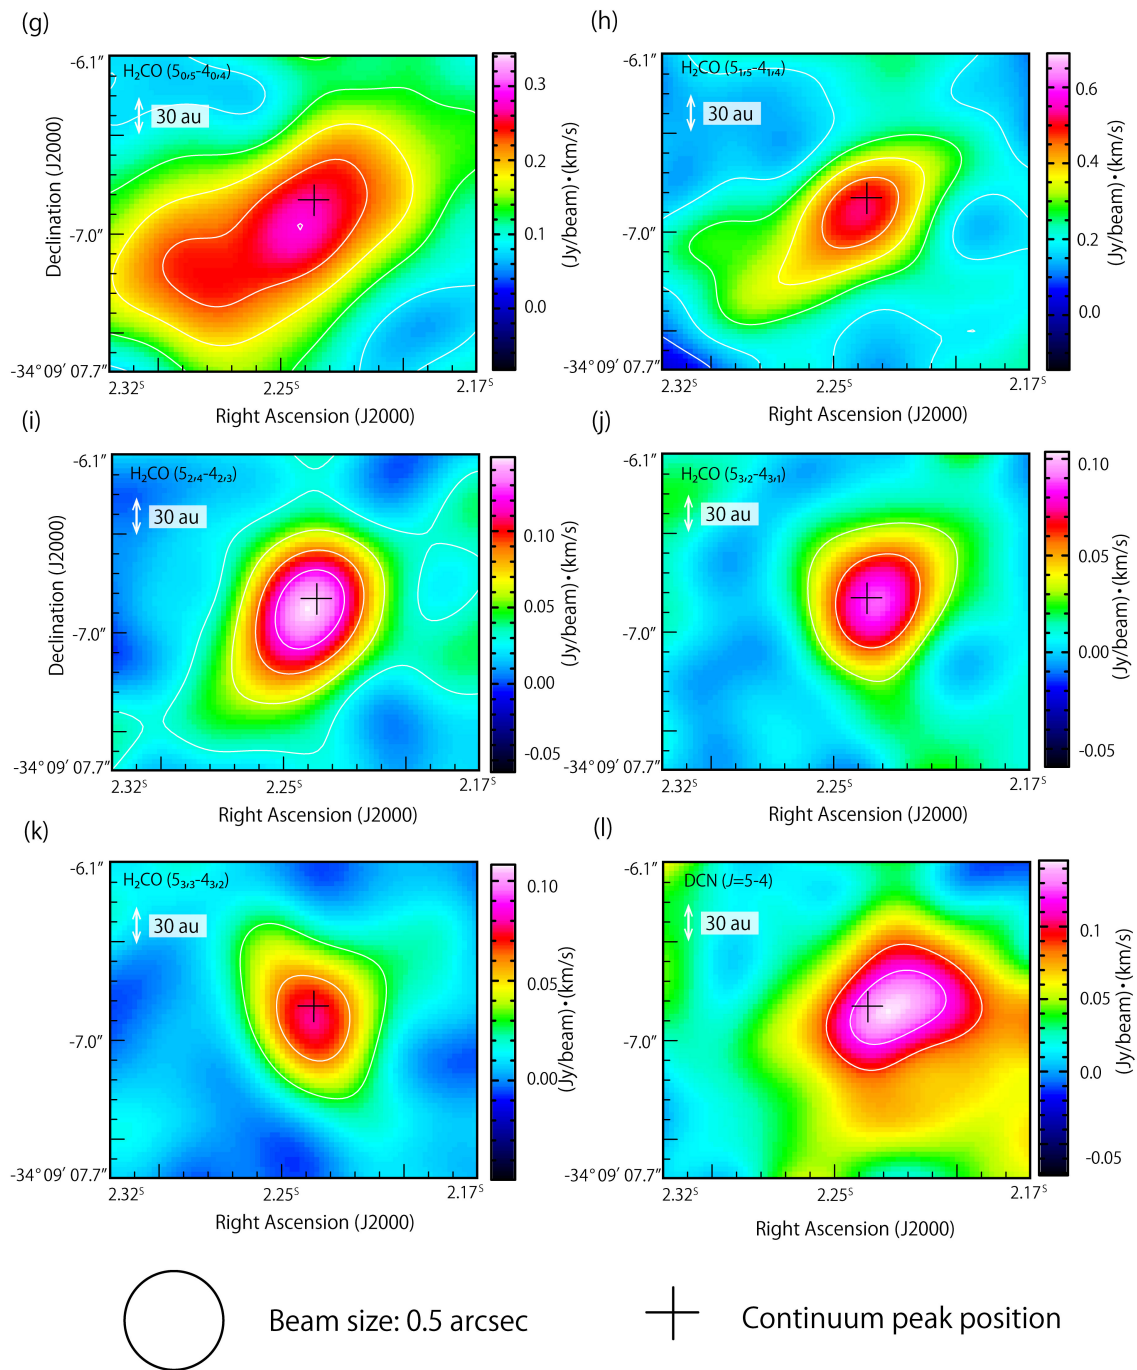 (g)
-6.1″
H₂CO (5₀,₅-4₀,₄)
30 au
-7.0″
-34°09′07.7″
2.32ˢ
2.25ˢ
2.17ˢ
Declination (J2000)
Right Ascension (J2000)
0.3
0.2
0.1
0.0
(Jy/beam)•(km/s)
(h)
-6.1″
H₂CO (5₁,₅-4₁,₄)
30 au
-7.0″
-34°09′07.7″
2.32ˢ
2.25ˢ
2.17ˢ
Right Ascension (J2000)
0.6
0.4
0.2
0.0
(Jy/beam)•(km/s)
(i)
-6.1″
H₂CO (5₂,₄-4₂,₃)
30 au
-7.0″
-34°09′07.7″
2.32ˢ
2.25ˢ
2.17ˢ
Declination (J2000)
Right Ascension (J2000)
0.10
0.05
0.00
-0.05
(Jy/beam)•(km/s)
(j)
-6.1″
H₂CO (5₃,₂-4₃,₁)
30 au
-7.0″
-34°09′07.7″
2.32ˢ
2.25ˢ
2.17ˢ
Right Ascension (J2000)
0.10
0.05
0.00
-0.05
(Jy/beam)•(km/s)
(k)
-6.1″
H₂CO (5₃,₃-4₃,₂)
30 au
-7.0″
-34°09′07.7″
2.32ˢ
2.25ˢ
2.17ˢ
Right Ascension (J2000)
0.10
0.05
0.00
(Jy/beam)•(km/s)
(l)
-6.1″
DCN (J=5-4)
30 au
-7.0″
-34°09′07.7″
2.32ˢ
2.25ˢ
2.17ˢ
Right Ascension (J2000)
0.1
0.05
0.0
-0.05
(Jy/beam)•(km/s)
Beam size: 0.5 arcsec
Continuum peak position